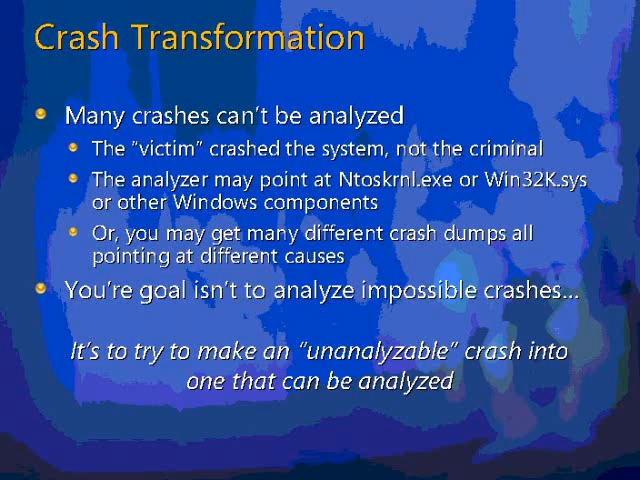 Crash Transformation
Many crashes can't be analyzed
The "victim" crashed the system, not the criminal
The analyzer may point at Ntoskrnl.exe or Win32K.sys
or other Windows components
Or, you may get many different crash dumps all
pointing at different causes
You're goal isn't to analyze impossible crashes…
It's to try to make an "unanalyzable" crash into
one that can be analyzed